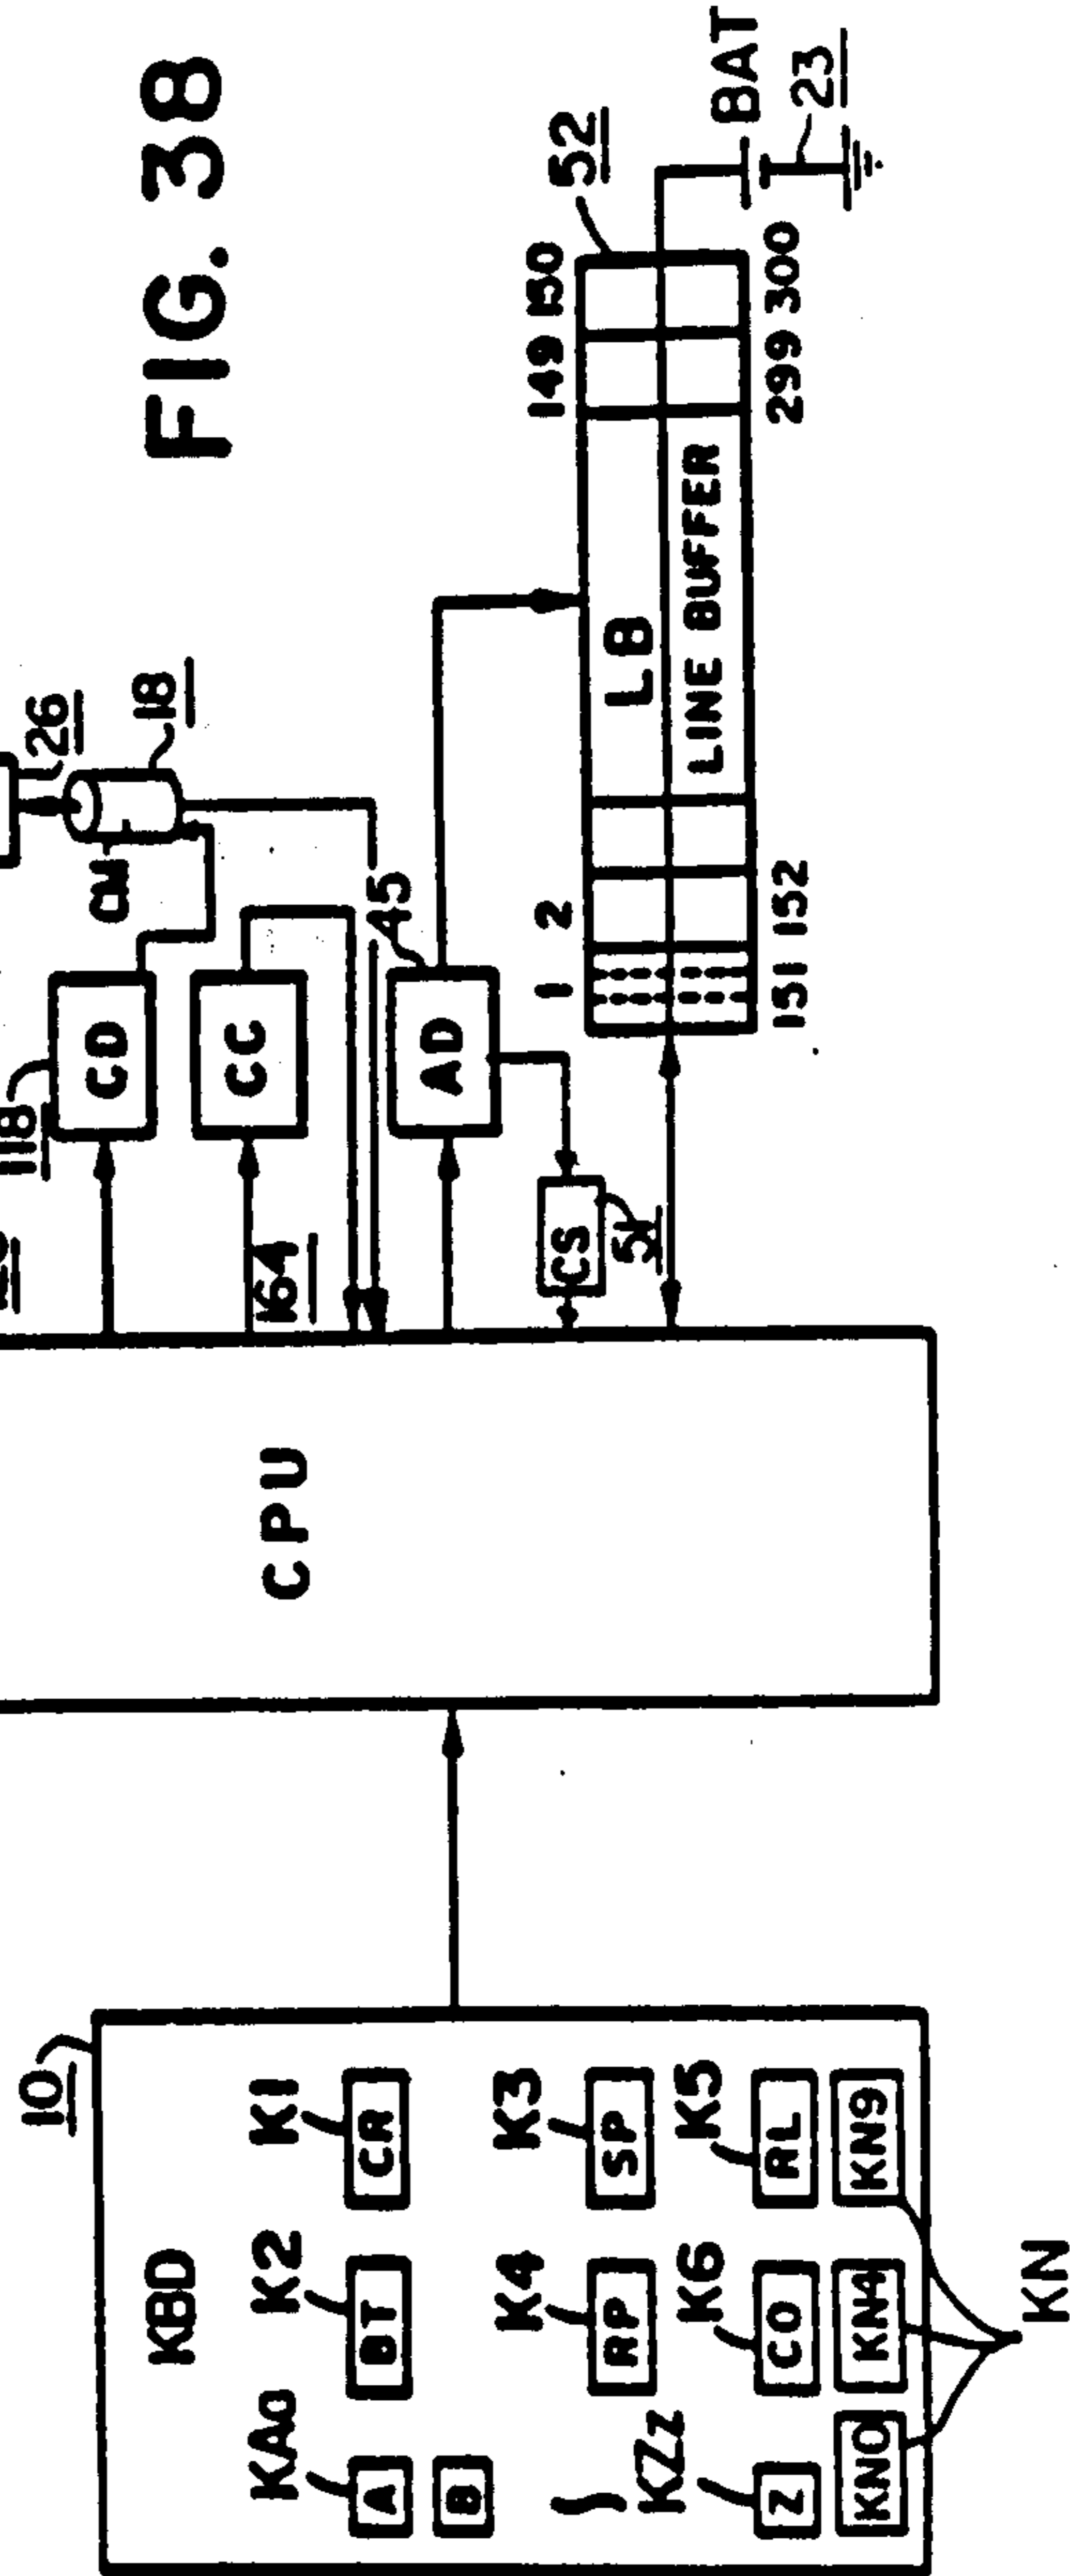 FIG. 38
26
18
CM
118
CD
CC
164
45
AD
CS
51
CPU
52
1 2 149 150
LB
LINE BUFFER
151 152 299 300
BAT
23
10
KBD
KAa K2 K1
A BT CR
B
K4 K3
RP SP
KZz K6 K5
Z CO RL
KN0 KN4 KN9
KN